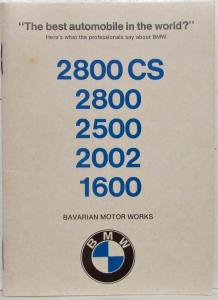 "The best automobile in the world?"
Here's what the professionals say about BMW.
2800 CS
2800
2500
2002
1600
BAVARIAN MOTOR WORKS
BMW